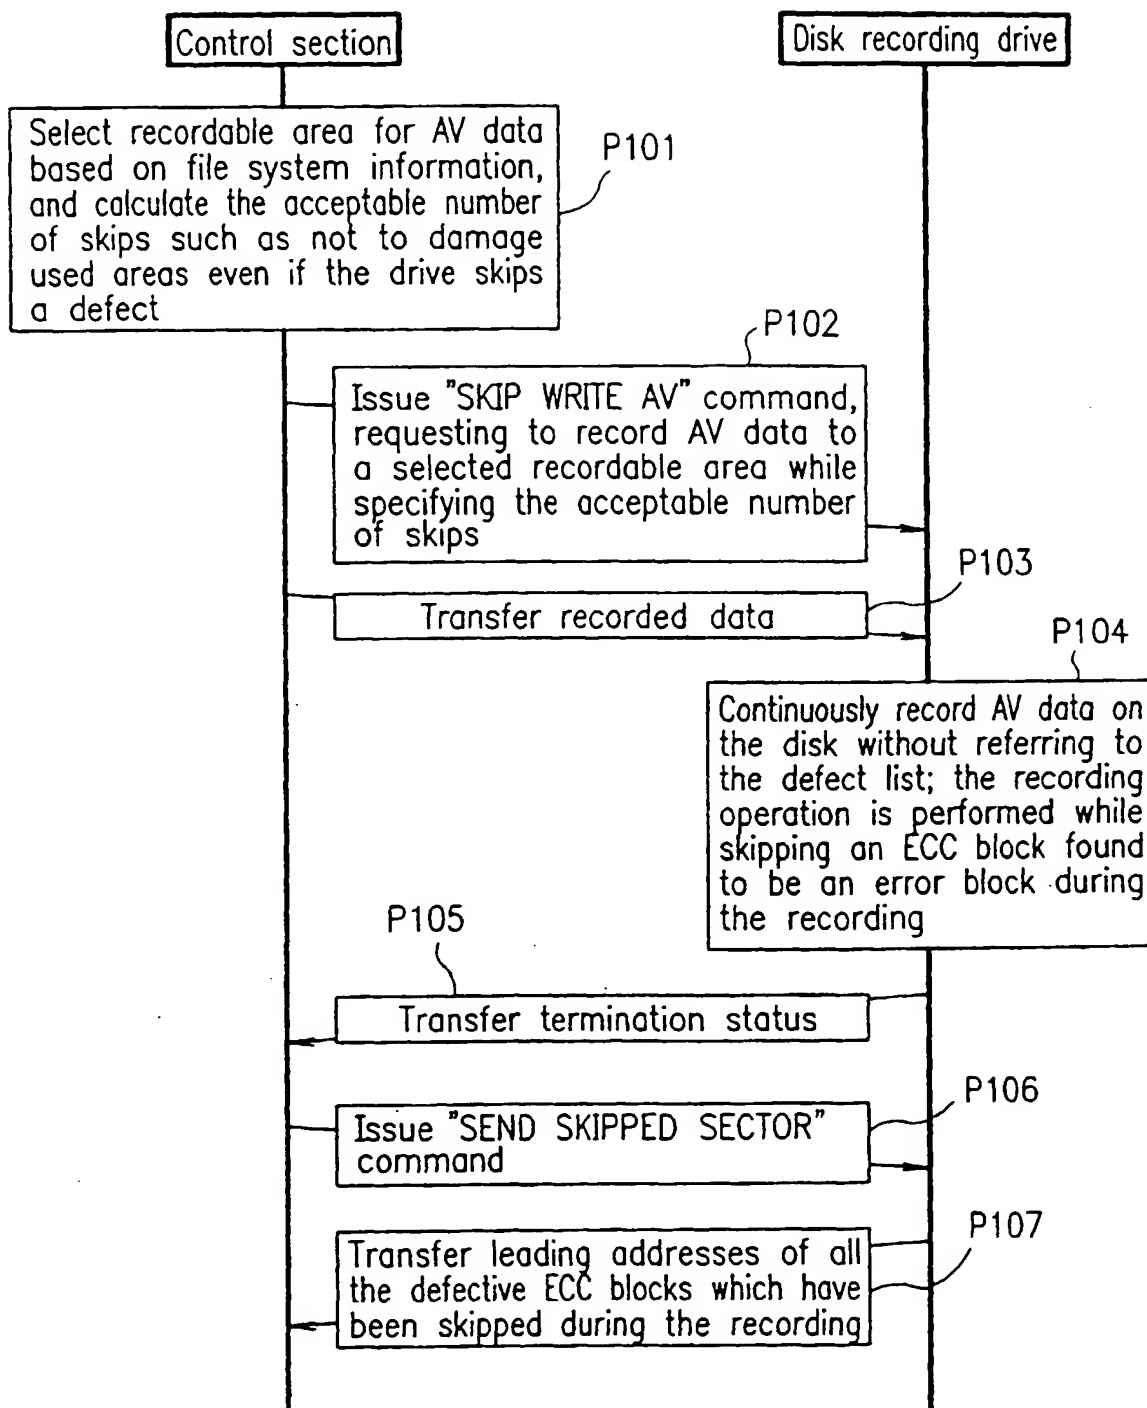 Control section
Disk recording drive
Select recordable area for AV data
based on file system information,
and calculate the acceptable number
of skips such as not to damage
used areas even if the drive skips
a defect
P101
P102
Issue "SKIP WRITE AV" command,
requesting to record AV data to
a selected recordable area while
specifying the acceptable number
of skips
P103
Transfer recorded data
P104
Continuously record AV data on
the disk without referring to
the defect list; the recording
operation is performed while
skipping an ECC block found
to be an error block during
the recording
P105
Transfer termination status
P106
Issue "SEND SKIPPED SECTOR"
command
P107
Transfer leading addresses of all
the defective ECC blocks which have
been skipped during the recording